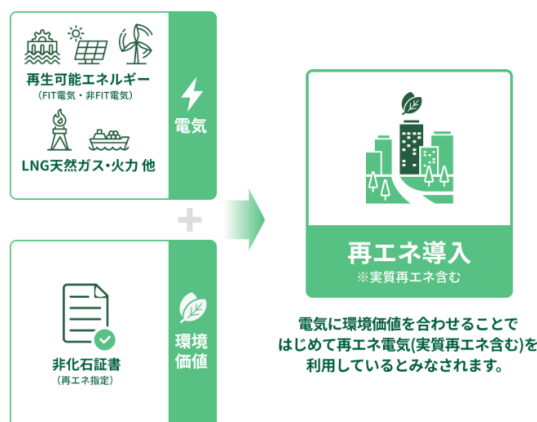 再生可能エネルギー
（FIT電気・非FIT電気）
LNG天然ガス・火力 他
電気
+
非化石証書
（再エネ指定）
環境
価値
再エネ導入
※実質再エネ含む
電気に環境価値を合わせることで
はじめて再エネ電気(実質再エネ含む)を
利用しているとみなされます。